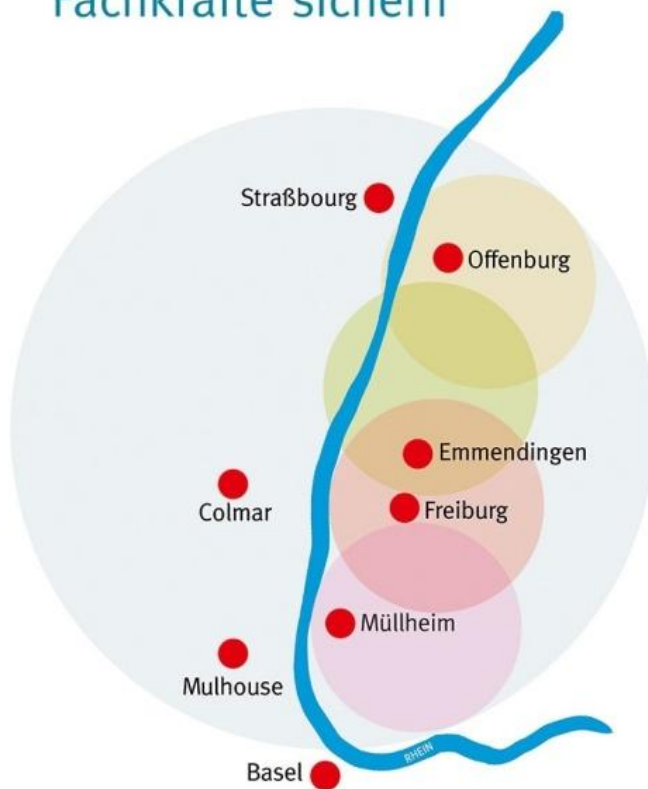 Fachkräfte sichern
Straßbourg
Offenburg
Emmendingen
Colmar
Freiburg
Müllheim
Mulhouse
RHEIN
Basel